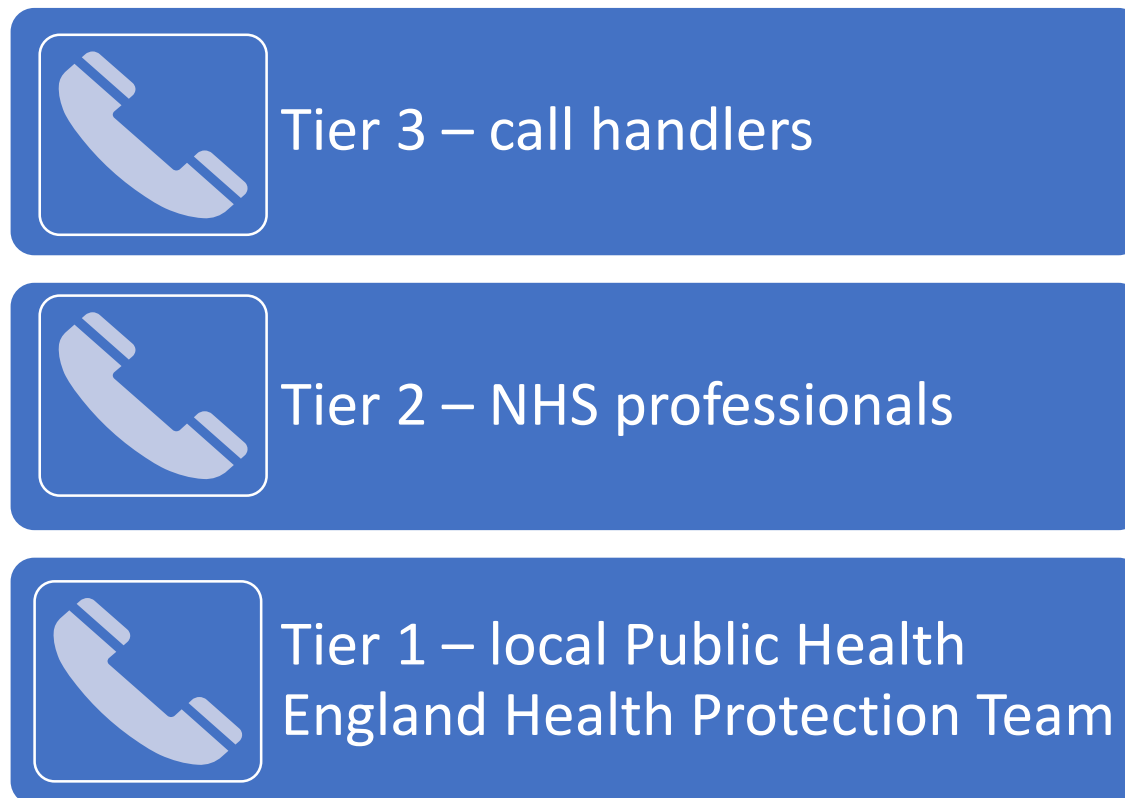 Tier 3 – call handlers
Tier 2 – NHS professionals
Tier 1 – local Public Health
England Health Protection Team